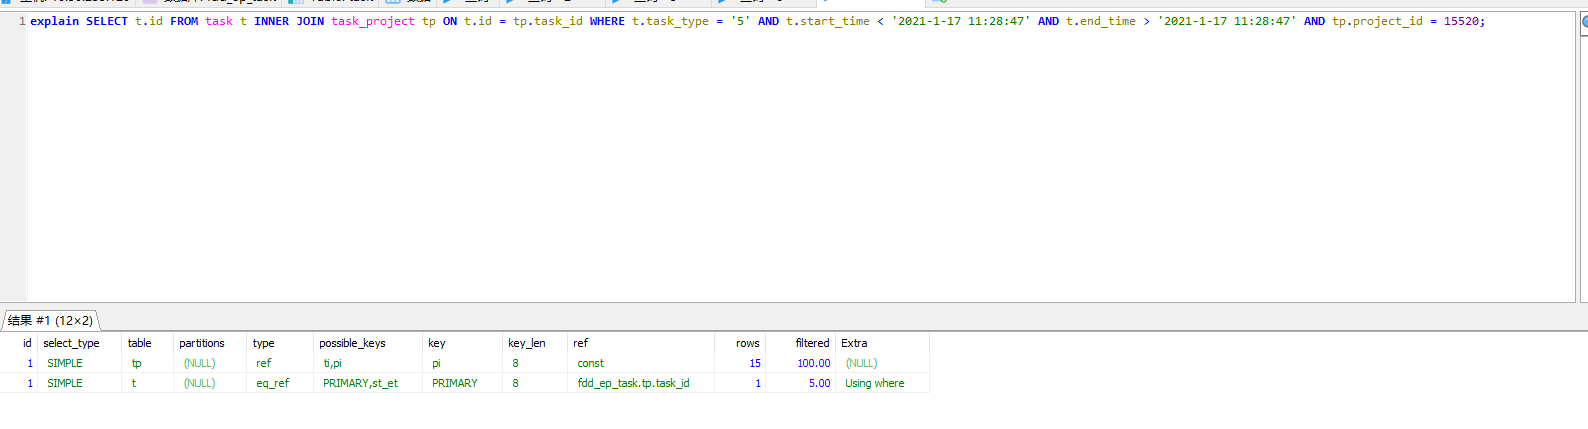 1 explain SELECT t.id FROM task t INNER JOIN task_project tp ON t.id = tp.task_id WHERE t.task_type = '5' AND t.start_time < '2021-1-17 11:28:47' AND t.end_time > '2021-1-17 11:28:47' AND tp.project_id = 15520;
结果 #1 (12×2)
id select_type table partitions type possible_keys key key_len ref rows filtered Extra
1 SIMPLE tp (NULL) ref ti,pi pi 8 const 15 100.00 (NULL)
1 SIMPLE t (NULL) eq_ref PRIMARY,st_et PRIMARY 8 fdd_ep_task.tp.task_id 1 5.00 Using where